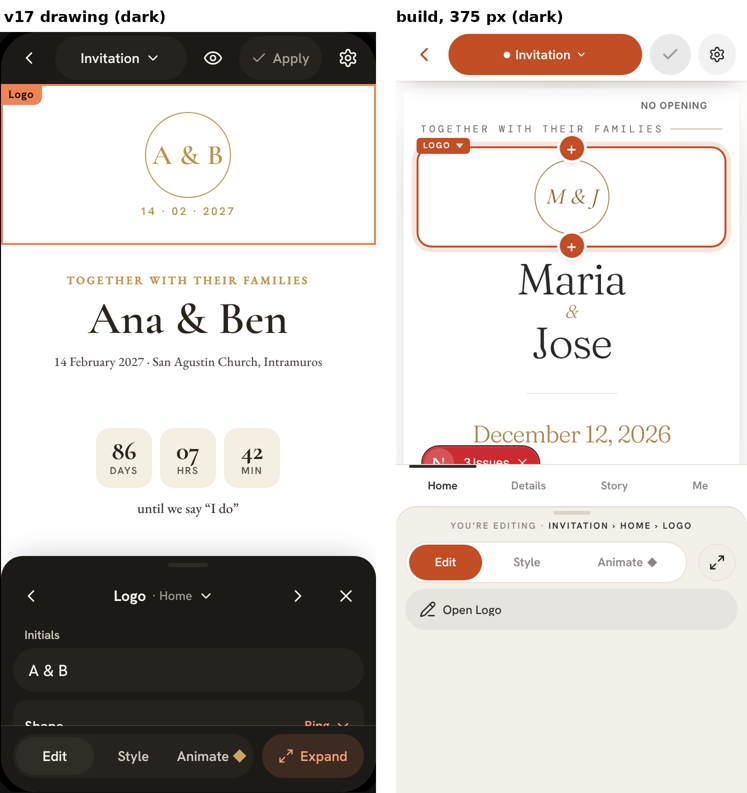 v17 drawing (dark)
Invitation
Apply
Logo
A & B
14 · 02 · 2027
TOGETHER WITH THEIR FAMILIES
Ana & Ben
14 February 2027 · San Agustin Church, Intramuros
86 07 42
DAYS HRS MIN
until we say “I do”
Logo · Home
Initials
A & B
Shape Ring
Edit Style Animate Expand
build, 375 px (dark)
Invitation
NO OPENING
TOGETHER WITH THEIR FAMILIES
LOGO
M & J
Maria
&
Jose
December 12, 2026
N 3 Issues
Home Details Story Me
YOU'RE EDITING · INVITATION › HOME › LOGO
Edit Style Animate
Open Logo